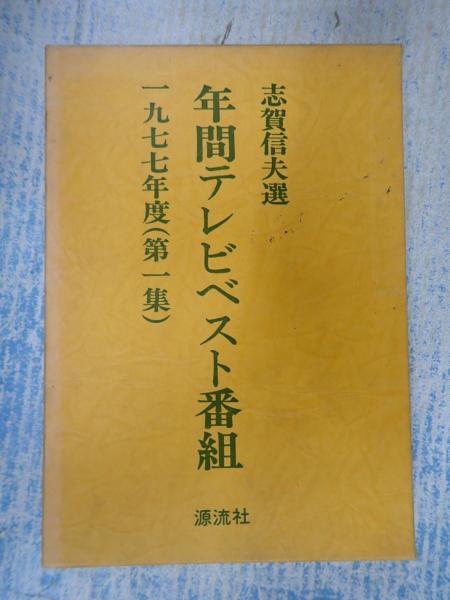 志賀信夫選
年間テレビベスト番組
一九七七年度(第一集)
源流社